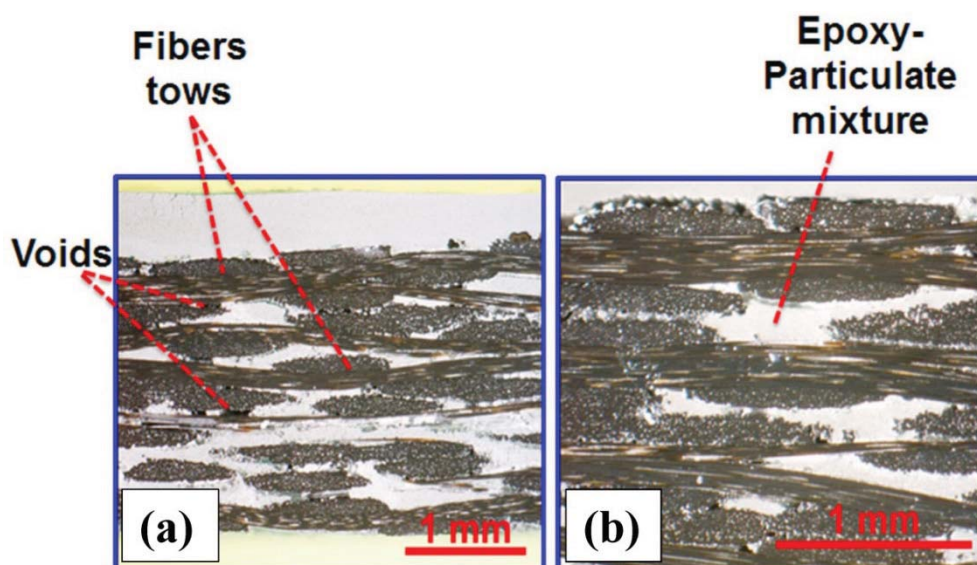 Fibers
tows
Epoxy-
Particulate
mixture
Voids
(a)
1 mm
(b)
1 mm